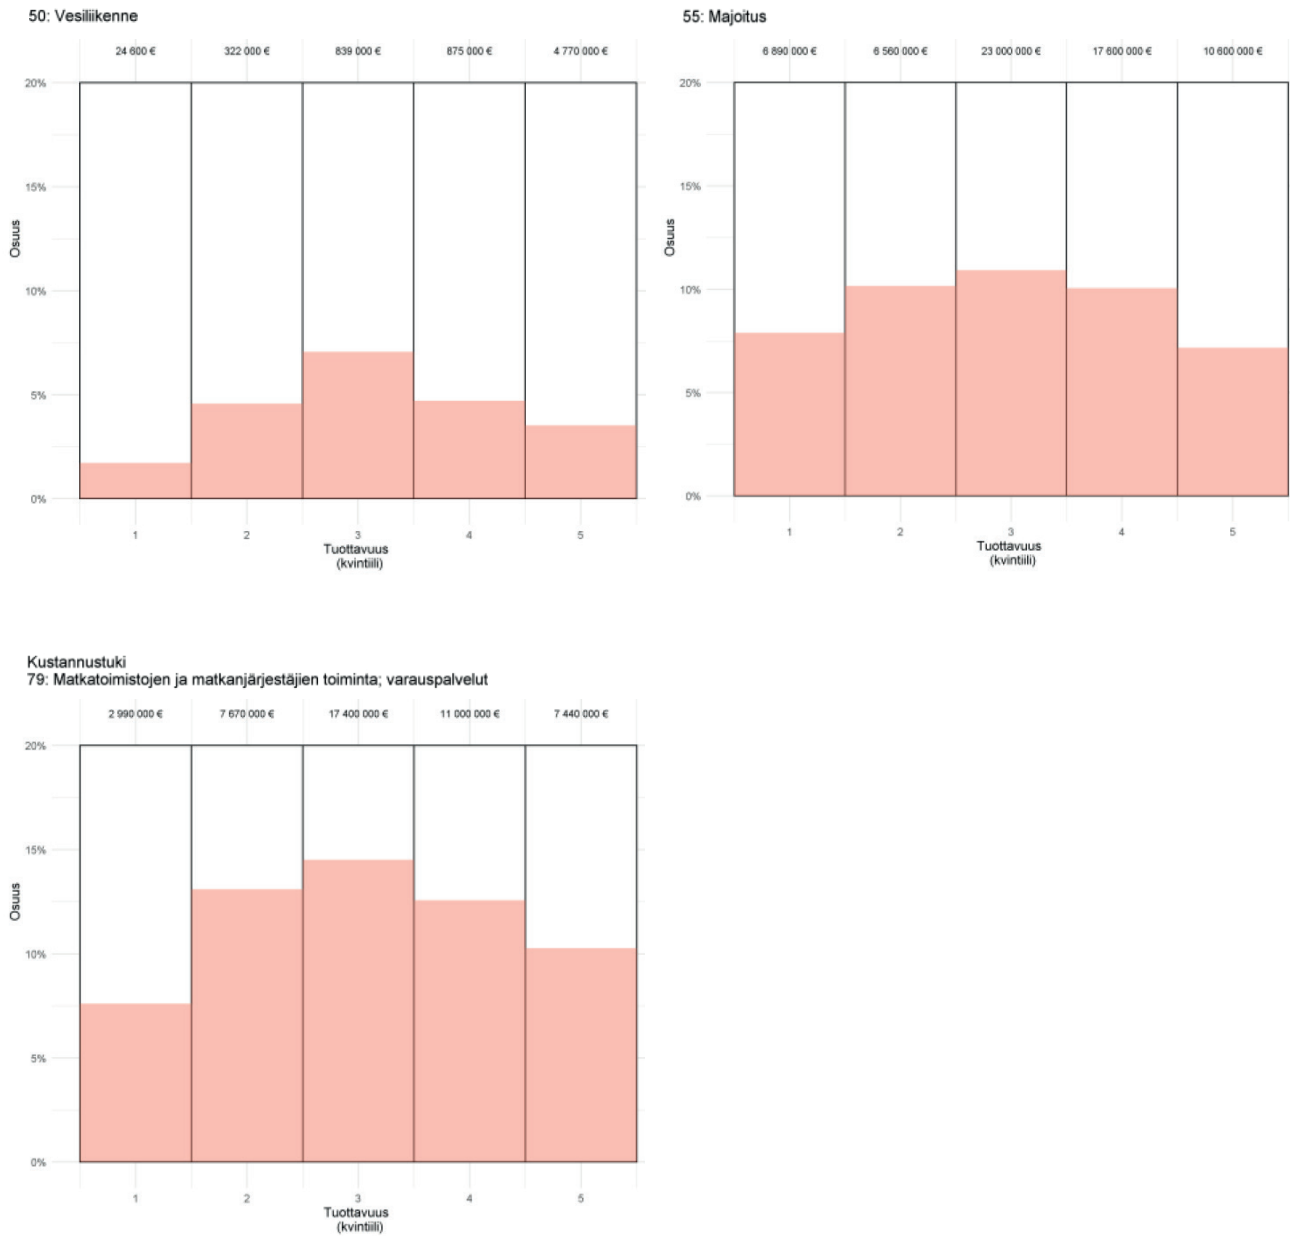 50: Vesiliikenne
24 600 € 322 000 € 839 000 € 875 000 € 4 770 000 €
20%
15%
10%
5%
0%
Osuus
1 2 3 4 5
Tuottavuus
(kvintiili)
55: Majoitus
6 890 000 € 6 560 000 € 23 000 000 € 17 600 000 € 10 600 000 €
20%
15%
10%
5%
0%
Osuus
1 2 3 4 5
Tuottavuus
(kvintiili)
Kustannustuki
79: Matkatoimistojen ja matkanjärjestäjien toiminta; varauspalvelut
2 990 000 € 7 670 000 € 17 400 000 € 11 000 000 € 7 440 000 €
20%
15%
10%
5%
0%
Osuus
1 2 3 4 5
Tuottavuus
(kvintiili)